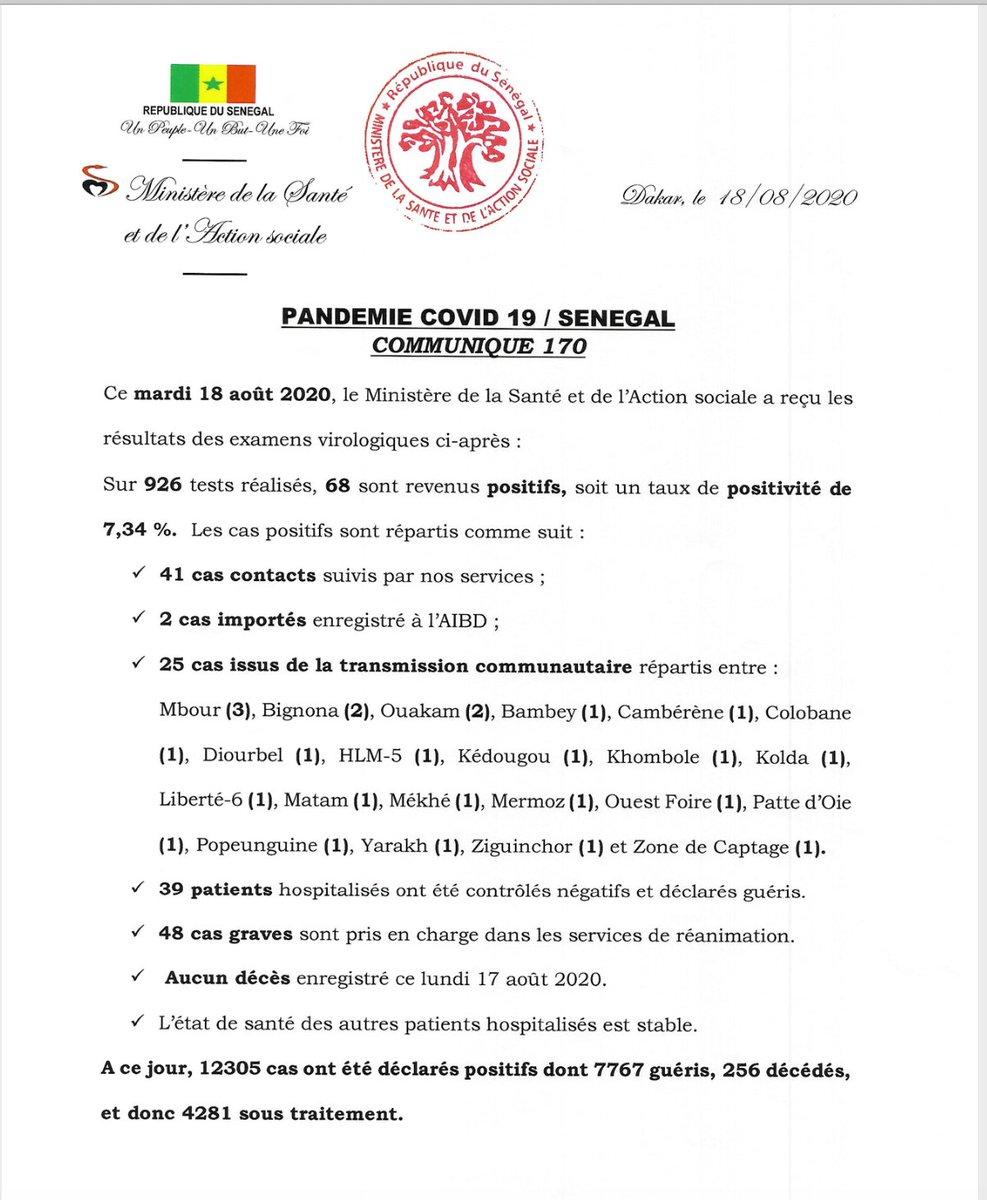 REPUBLIQUE DU SENEGAL
Un Peuple-Un But-Une Foi
Ministère de la Santé
et de l'Action sociale
★ République du Sénégal ★
MINISTERE DE LA SANTE ET DE L'ACTION SOCIALE
Dakar, le 18/08/2020
PANDEMIE COVID 19 / SENEGAL
COMMUNIQUE 170
Ce mardi 18 août 2020, le Ministère de la Santé et de l'Action sociale a reçu les
résultats des examens virologiques ci-après :
Sur 926 tests réalisés, 68 sont revenus positifs, soit un taux de positivité de
7,34 %. Les cas positifs sont répartis comme suit :
✓ 41 cas contacts suivis par nos services ;
✓ 2 cas importés enregistré à l'AIBD ;
✓ 25 cas issus de la transmission communautaire répartis entre :
Mbour (3), Bignona (2), Ouakam (2), Bambey (1), Cambérène (1), Colobane
(1), Diourbel (1), HLM-5 (1), Kédougou (1), Khombole (1), Kolda (1),
Liberté-6 (1), Matam (1), Mékhé (1), Mermoz (1), Ouest Foire (1), Patte d'Oie
(1), Popeunguine (1), Yarakh (1), Ziguinchor (1) et Zone de Captage (1).
✓ 39 patients hospitalisés ont été contrôlés négatifs et déclarés guéris.
✓ 48 cas graves sont pris en charge dans les services de réanimation.
✓ Aucun décès enregistré ce lundi 17 août 2020.
✓ L'état de santé des autres patients hospitalisés est stable.
A ce jour, 12305 cas ont été déclarés positifs dont 7767 guéris, 256 décédés,
et donc 4281 sous traitement.